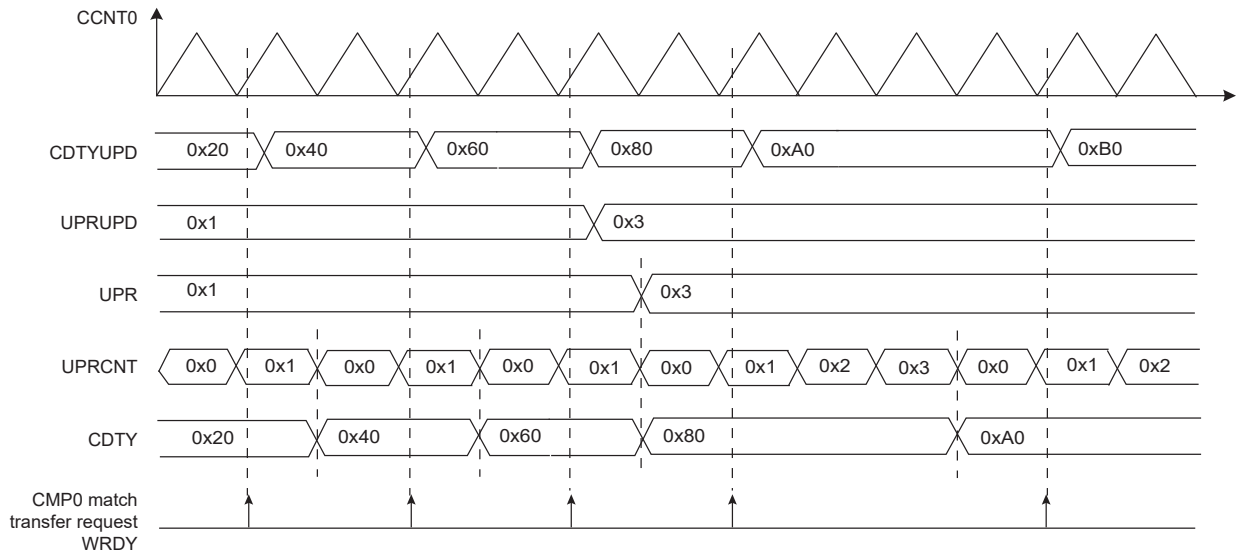 CCNT0
CDTYUPD 0x20 0x40 0x60 0x80 0xA0 0xB0
UPRUPD 0x1 0x3
UPR 0x1 0x3
UPRCNT 0x0 0x1 0x0 0x1 0x0 0x1 0x0 0x1 0x2 0x3 0x0 0x1 0x2
CDTY 0x20 0x40 0x60 0x80 0xA0
CMP0 match
transfer request
WRDY